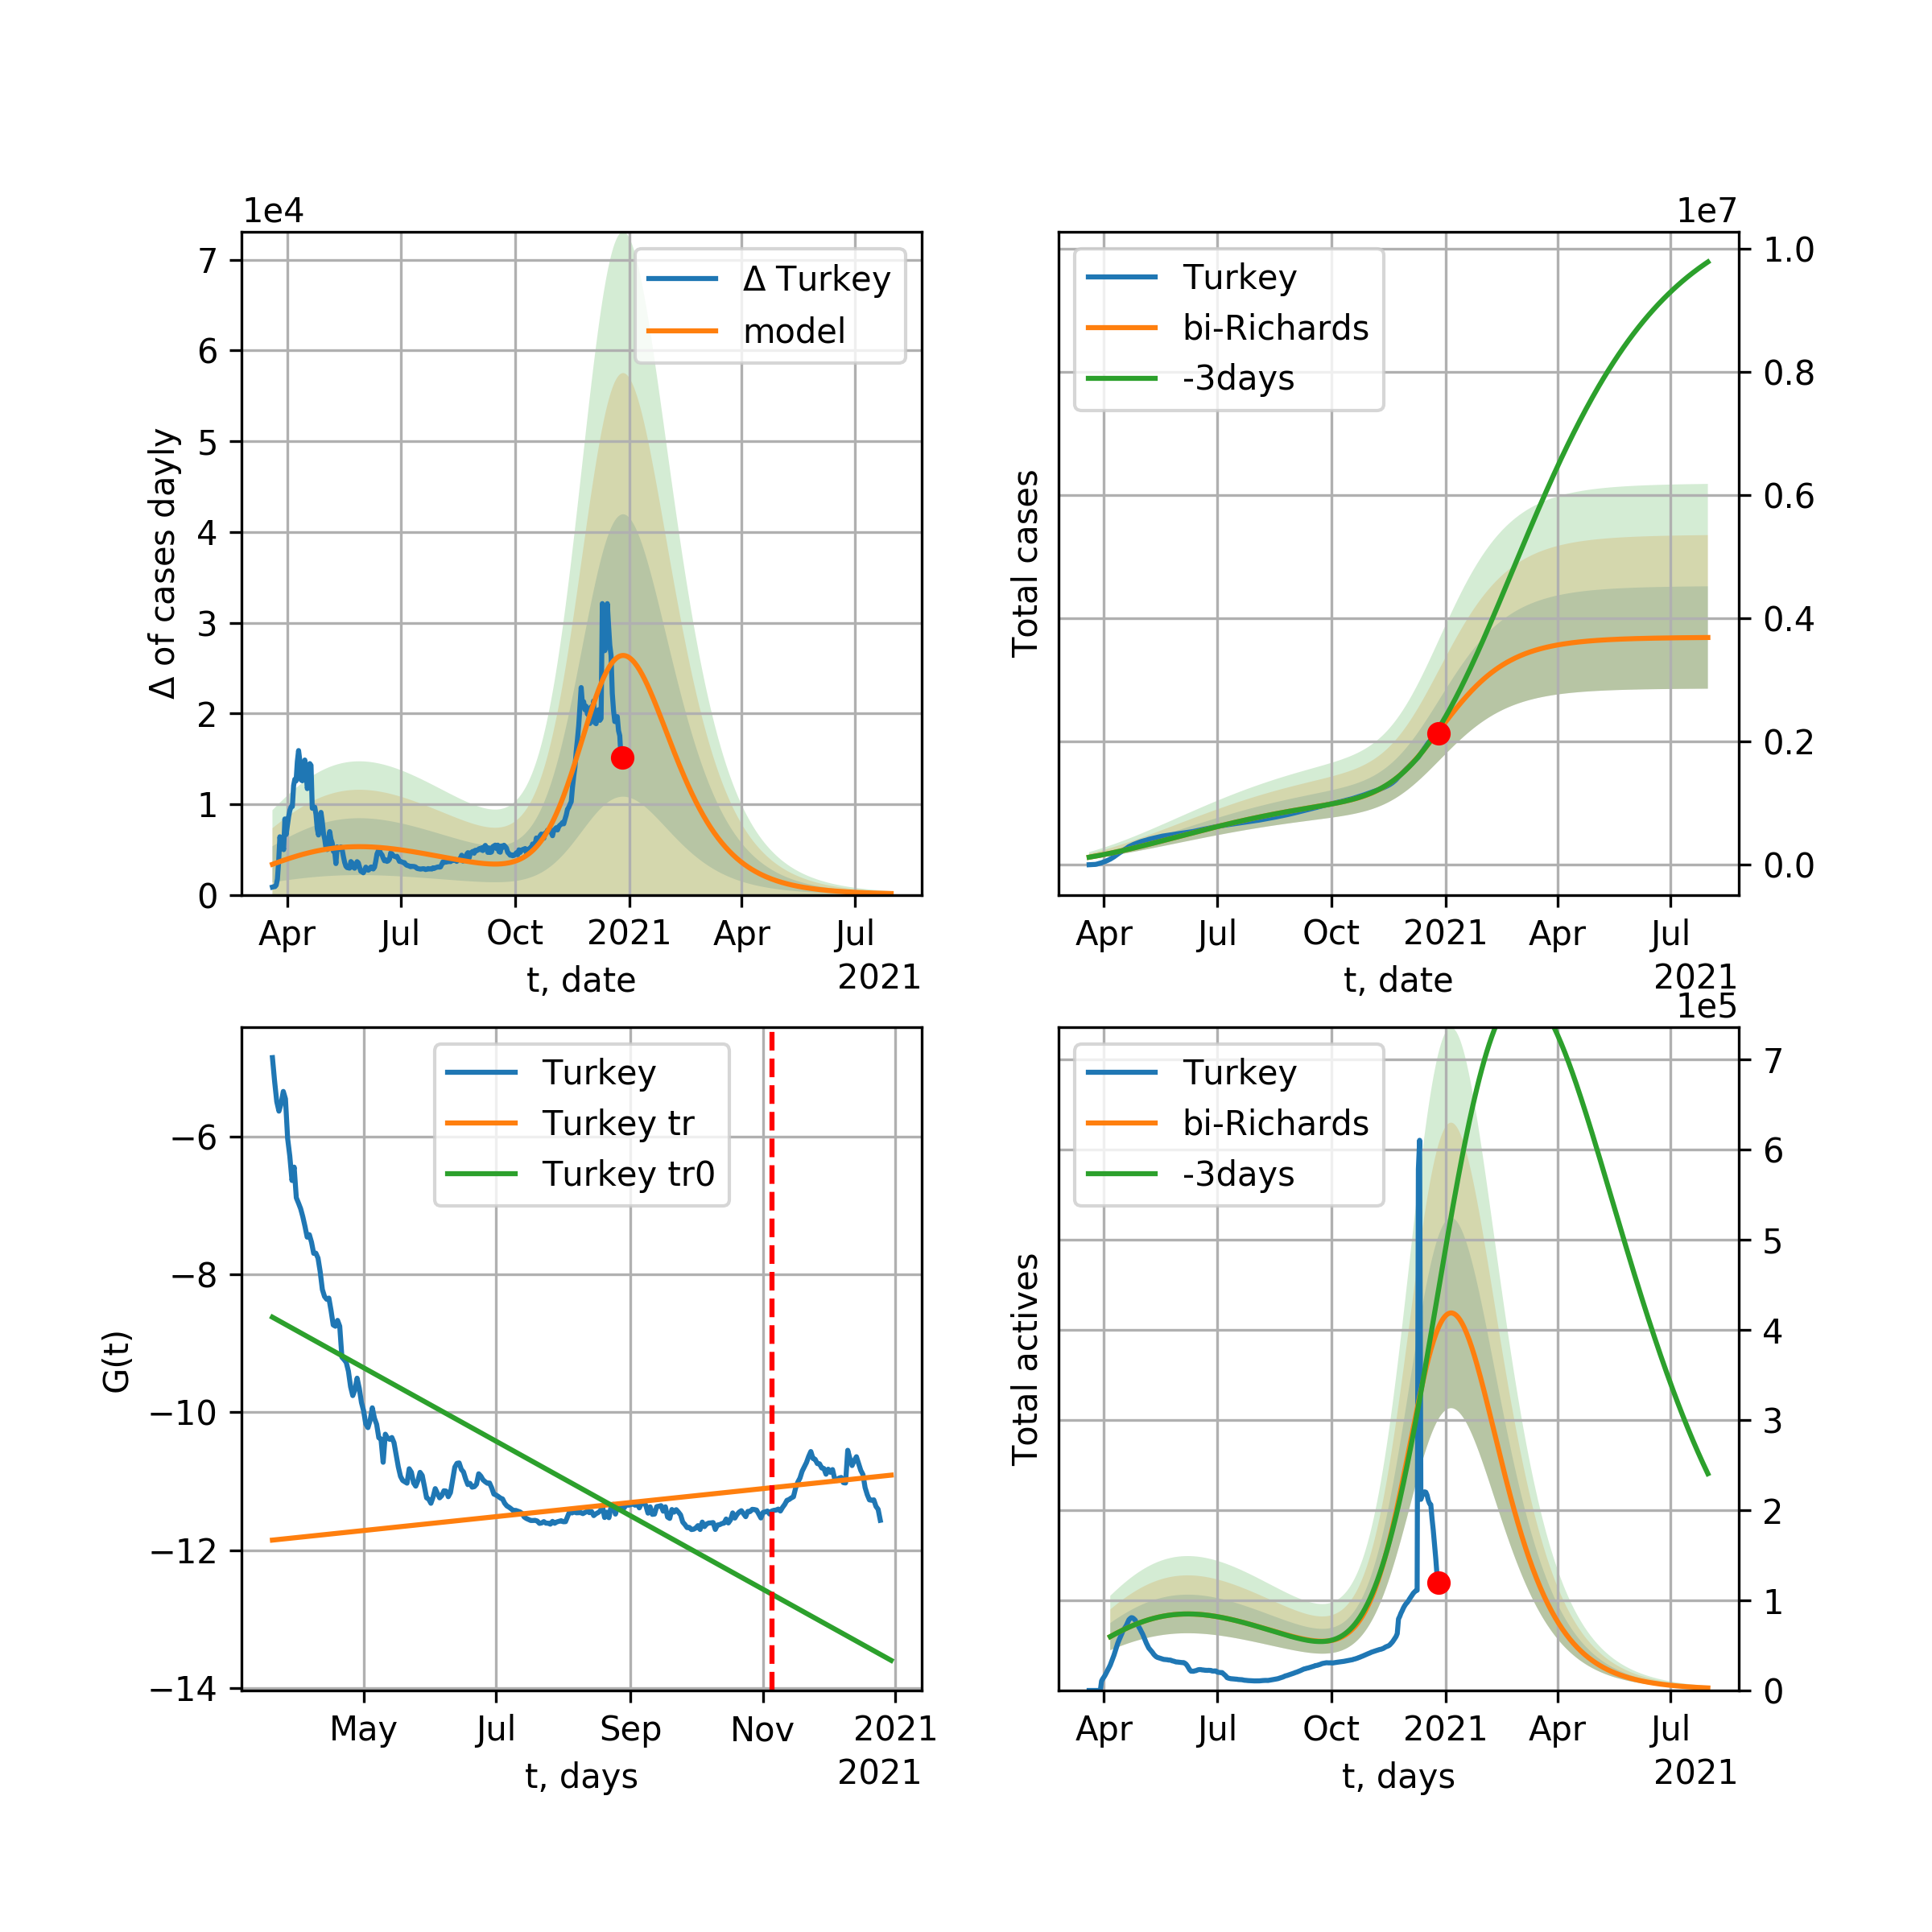 1e4
7
6
5
4
3
2
1
0
Δ of cases dayly
Δ Turkey
model
Apr
Jul
Oct
2021
Apr
Jul
t, date
2021
1e7
Turkey
bi-Richards
-3days
1.0
0.8
0.6
0.4
0.2
0.0
Total cases
Apr
Jul
Oct
2021
Apr
Jul
t, date
2021
−6
−8
−10
−12
−14
G(t)
Turkey
Turkey tr
Turkey tr0
May
Jul
Sep
Nov
2021
t, days
2021
1e5
Turkey
bi-Richards
-3days
7
6
5
4
3
2
1
0
Total actives
Apr
Jul
Oct
2021
Apr
Jul
t, days
2021